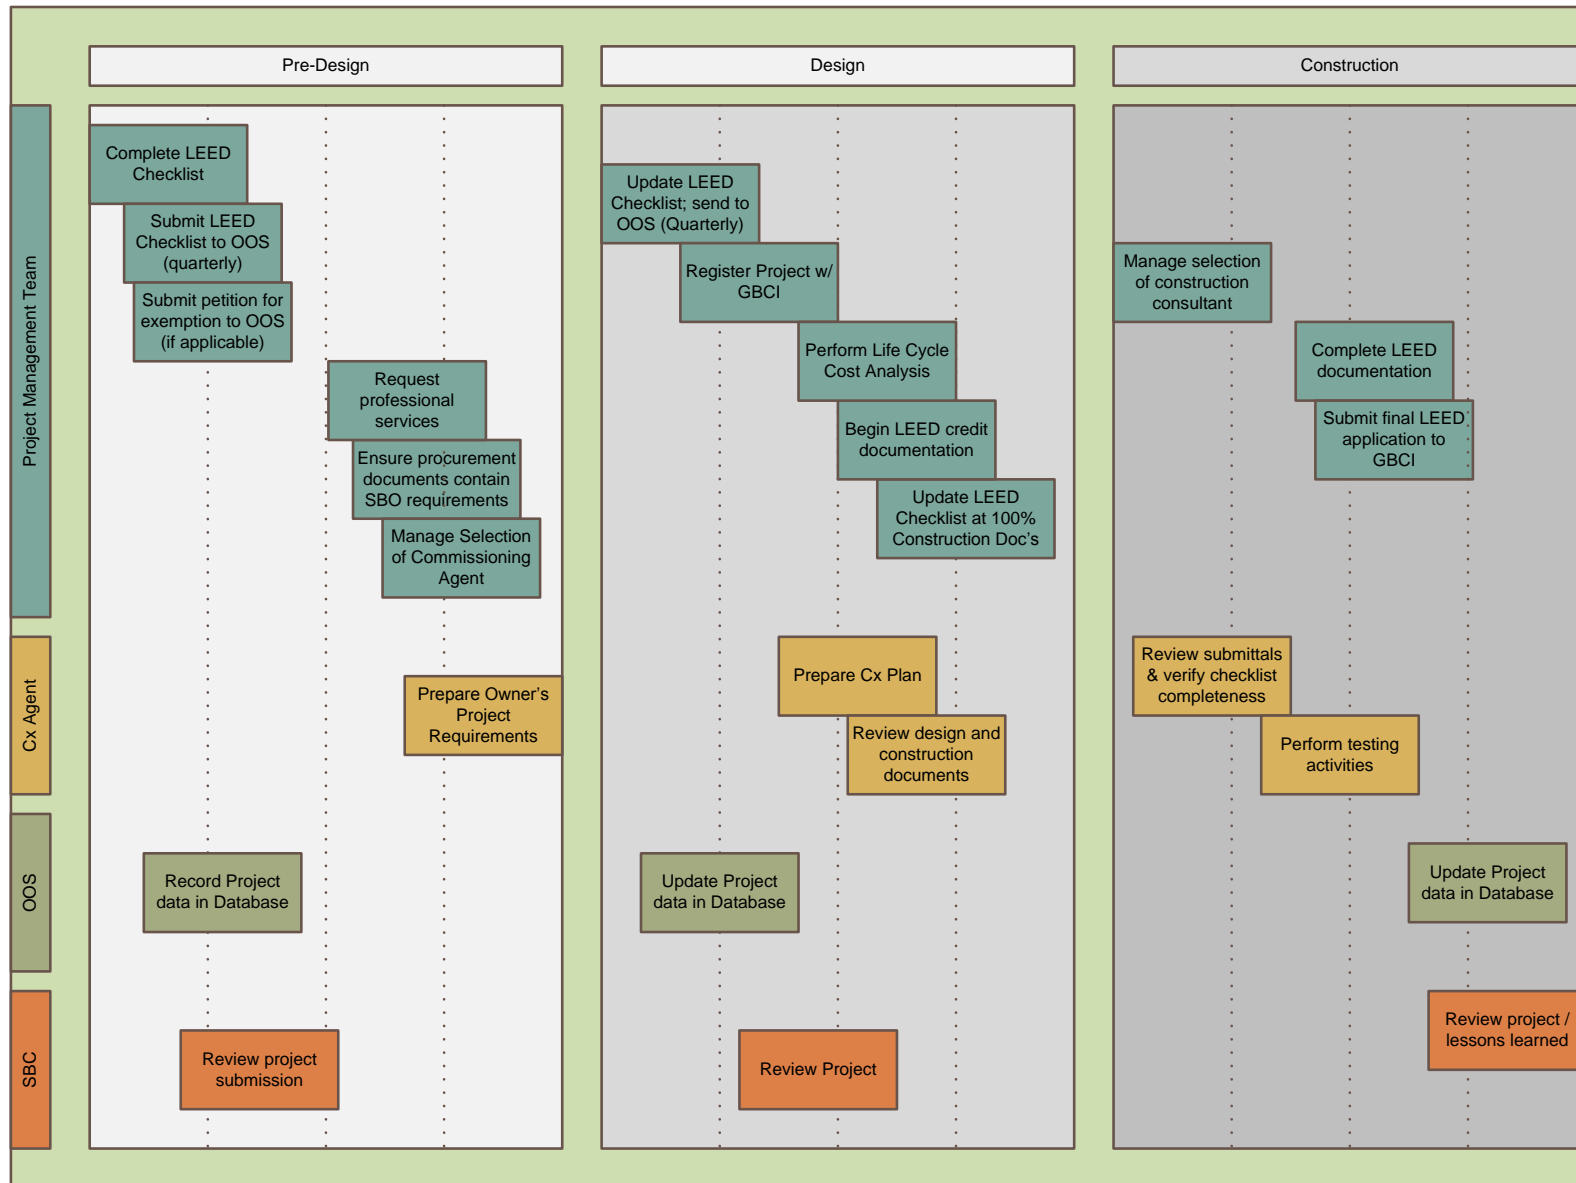 Pre-Design
Design
Construction
Project Management Team
Complete LEED
Checklist
Submit LEED
Checklist to OOS
(quarterly)
Submit petition for
exemption to OOS
(if applicable)
Request
professional
services
Ensure procurement
documents contain
SBO requirements
Manage Selection
of Commissioning
Agent
Update LEED
Checklist; send to
OOS (Quarterly)
Register Project w/
GBCI
Perform Life Cycle
Cost Analysis
Begin LEED credit
documentation
Update LEED
Checklist at 100%
Construction Doc's
Manage selection
of construction
consultant
Complete LEED
documentation
Submit final LEED
application to
GBCI
Cx Agent
Prepare Owner's
Project
Requirements
Prepare Cx Plan
Review design and
construction
documents
Review submittals
& verify checklist
completeness
Perform testing
activities
OOS
Record Project
data in Database
Update Project
data in Database
Update Project
data in Database
SBC
Review project
submission
Review Project
Review project /
lessons learned